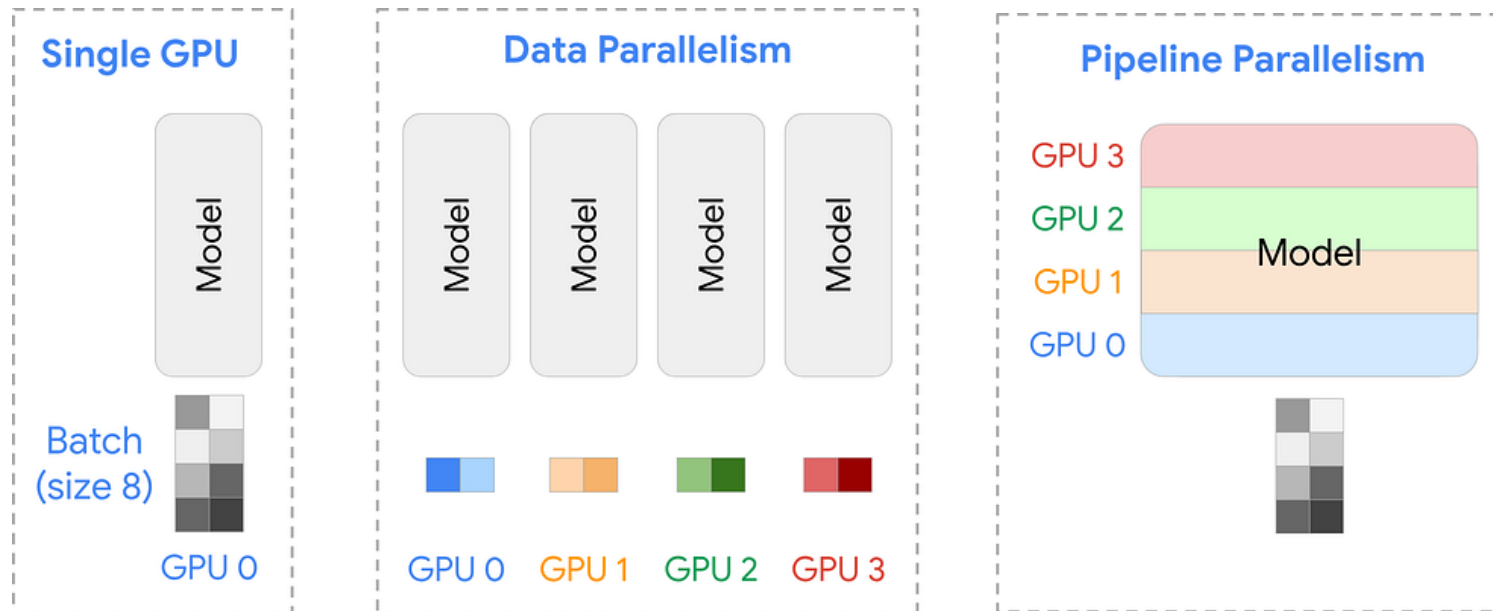 Single GPU
Model
Batch
(size 8)
GPU 0
Data Parallelism
Model
Model
Model
Model
GPU 0
GPU 1
GPU 2
GPU 3
Pipeline Parallelism
GPU 3
GPU 2
Model
GPU 1
GPU 0